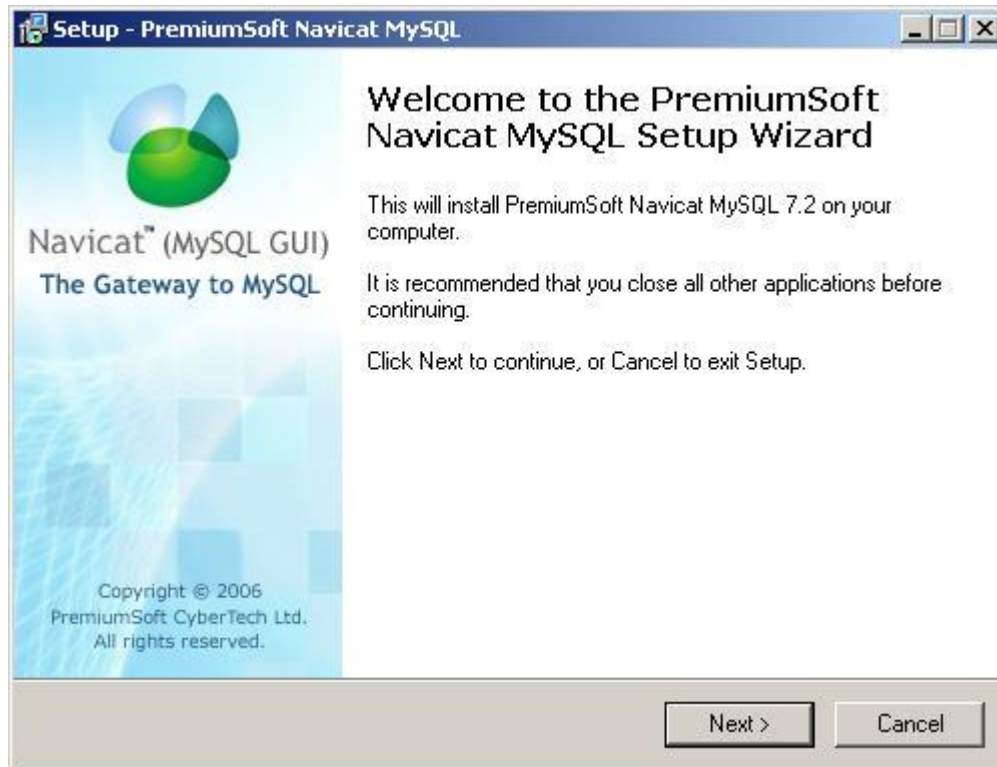 Setup - PremiumSoft Navicat MySQL
Navicat™ (MySQL GUI)
The Gateway to MySQL
Copyright © 2006
PremiumSoft CyberTech Ltd.
All rights reserved.
Welcome to the PremiumSoft
Navicat MySQL Setup Wizard
This will install PremiumSoft Navicat MySQL 7.2 on your
computer.
It is recommended that you close all other applications before
continuing.
Click Next to continue, or Cancel to exit Setup.
Next >
Cancel